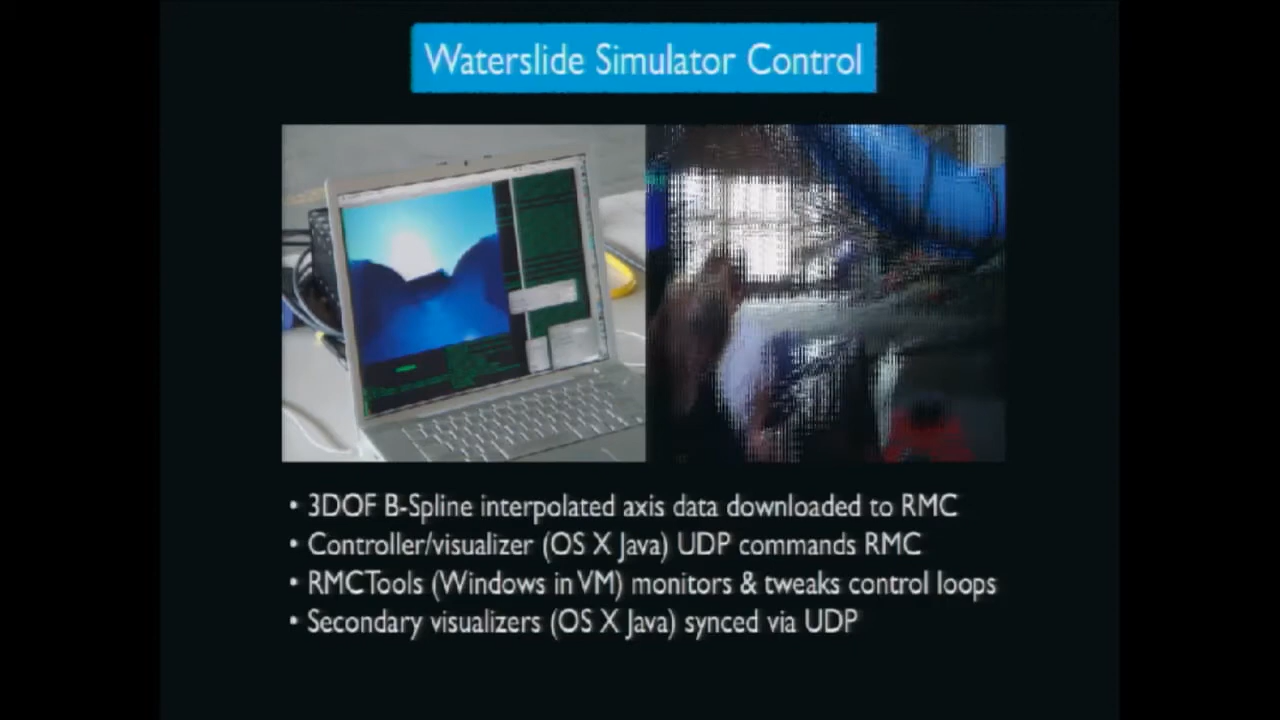 Waterslide Simulator Control
• 3DOF B-Spline interpolated axis data downloaded to RMC
• Controller/visualizer (OS X Java) UDP commands RMC
• RMCTools (Windows in VM) monitors & tweaks control loops
• Secondary visualizers (OS X Java) synced via UDP